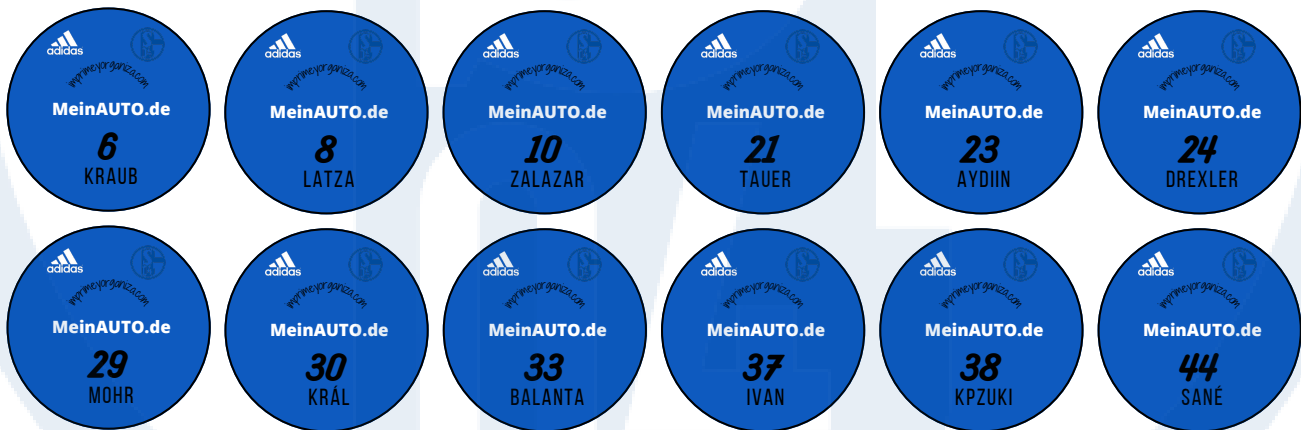 adidas
imprimeyorganiza.com
MeinAUTO.de
6
KRAUB
adidas
imprimeyorganiza.com
MeinAUTO.de
8
LATZA
adidas
imprimeyorganiza.com
MeinAUTO.de
10
ZALAZAR
adidas
imprimeyorganiza.com
MeinAUTO.de
21
TAUER
adidas
imprimeyorganiza.com
MeinAUTO.de
23
AYDIIN
adidas
imprimeyorganiza.com
MeinAUTO.de
24
DREXLER
adidas
imprimeyorganiza.com
MeinAUTO.de
29
MOHR
adidas
imprimeyorganiza.com
MeinAUTO.de
30
KRÁL
adidas
imprimeyorganiza.com
MeinAUTO.de
33
BALANTA
adidas
imprimeyorganiza.com
MeinAUTO.de
37
IVAN
adidas
imprimeyorganiza.com
MeinAUTO.de
38
KPZUKI
adidas
imprimeyorganiza.com
MeinAUTO.de
44
SANÉ